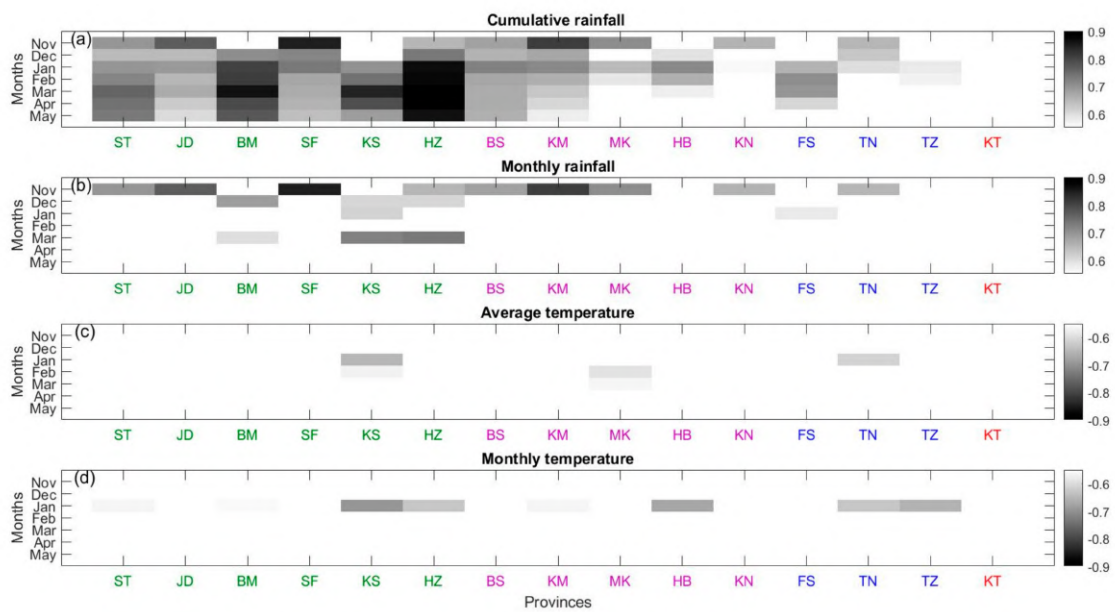 Cumulative rainfall
(a)
Months
Nov
Dec
Jan
Feb
Mar
Apr
May
0.9
0.8
0.7
0.6
ST JD BM SF KS HZ BS KM MK HB KN FS TN TZ KT
Monthly rainfall
(b)
Months
Nov
Dec
Jan
Feb
Mar
Apr
May
0.9
0.8
0.7
0.6
ST JD BM SF KS HZ BS KM MK HB KN FS TN TZ KT
Average temperature
(c)
Months
Nov
Dec
Jan
Feb
Mar
Apr
May
-0.6
-0.7
-0.8
-0.9
ST JD BM SF KS HZ BS KM MK HB KN FS TN TZ KT
Monthly temperature
(d)
Months
Nov
Dec
Jan
Feb
Mar
Apr
May
-0.6
-0.7
-0.8
-0.9
ST JD BM SF KS HZ BS KM MK HB KN FS TN TZ KT
Provinces